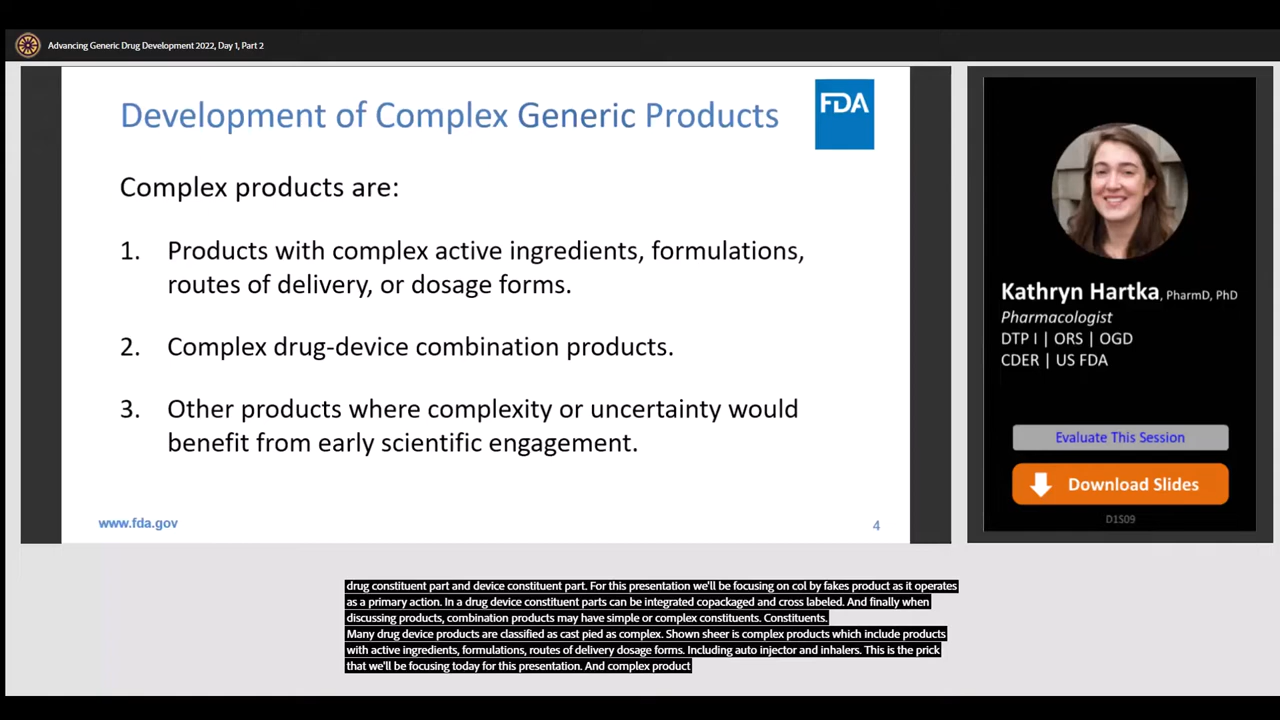 Advancing Generic Drug Development 2022, Day 1, Part 2
Development of Complex Generic Products
FDA
Complex products are:
1. Products with complex active ingredients, formulations,
routes of delivery, or dosage forms.
2. Complex drug-device combination products.
3. Other products where complexity or uncertainty would
benefit from early scientific engagement.
www.fda.gov
4
Kathryn Hartka, PharmD, PhD
Pharmacologist
DTP I | ORS | OGD
CDER | US FDA
Evaluate This Session
Download Slides
D1S09
drug constituent part and device constituent part. For this presentation we'll be focusing on col by fakes product as it operates
as a primary action. In a drug device constituent parts can be integrated copackaged and cross labeled. And finally when
discussing products, combination products may have simple or complex constituents. Constituents.
Many drug device products are classified as cast pied as complex. Shown sheer is complex products which include products
with active ingredients, formulations, routes of delivery dosage forms. Including auto injector and inhalers. This is the prick
that we'll be focusing today for this presentation. And complex product